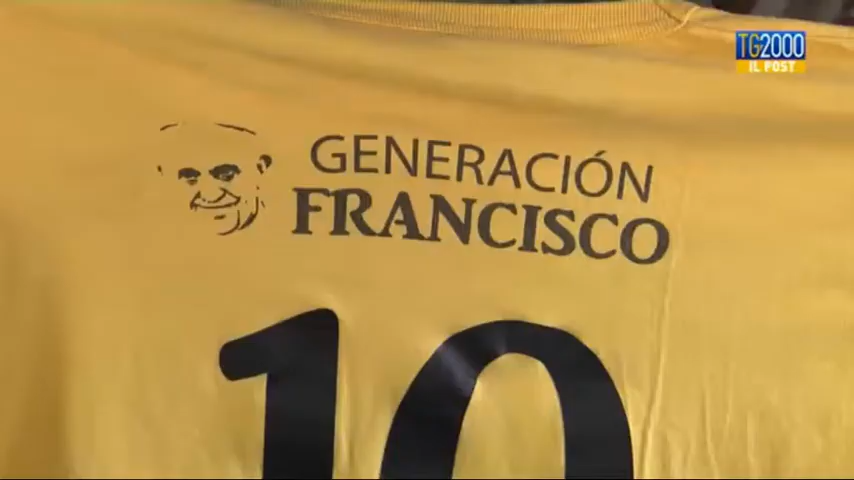 TG2000
IL POST
GENERACIÓN
FRANCISCO
10